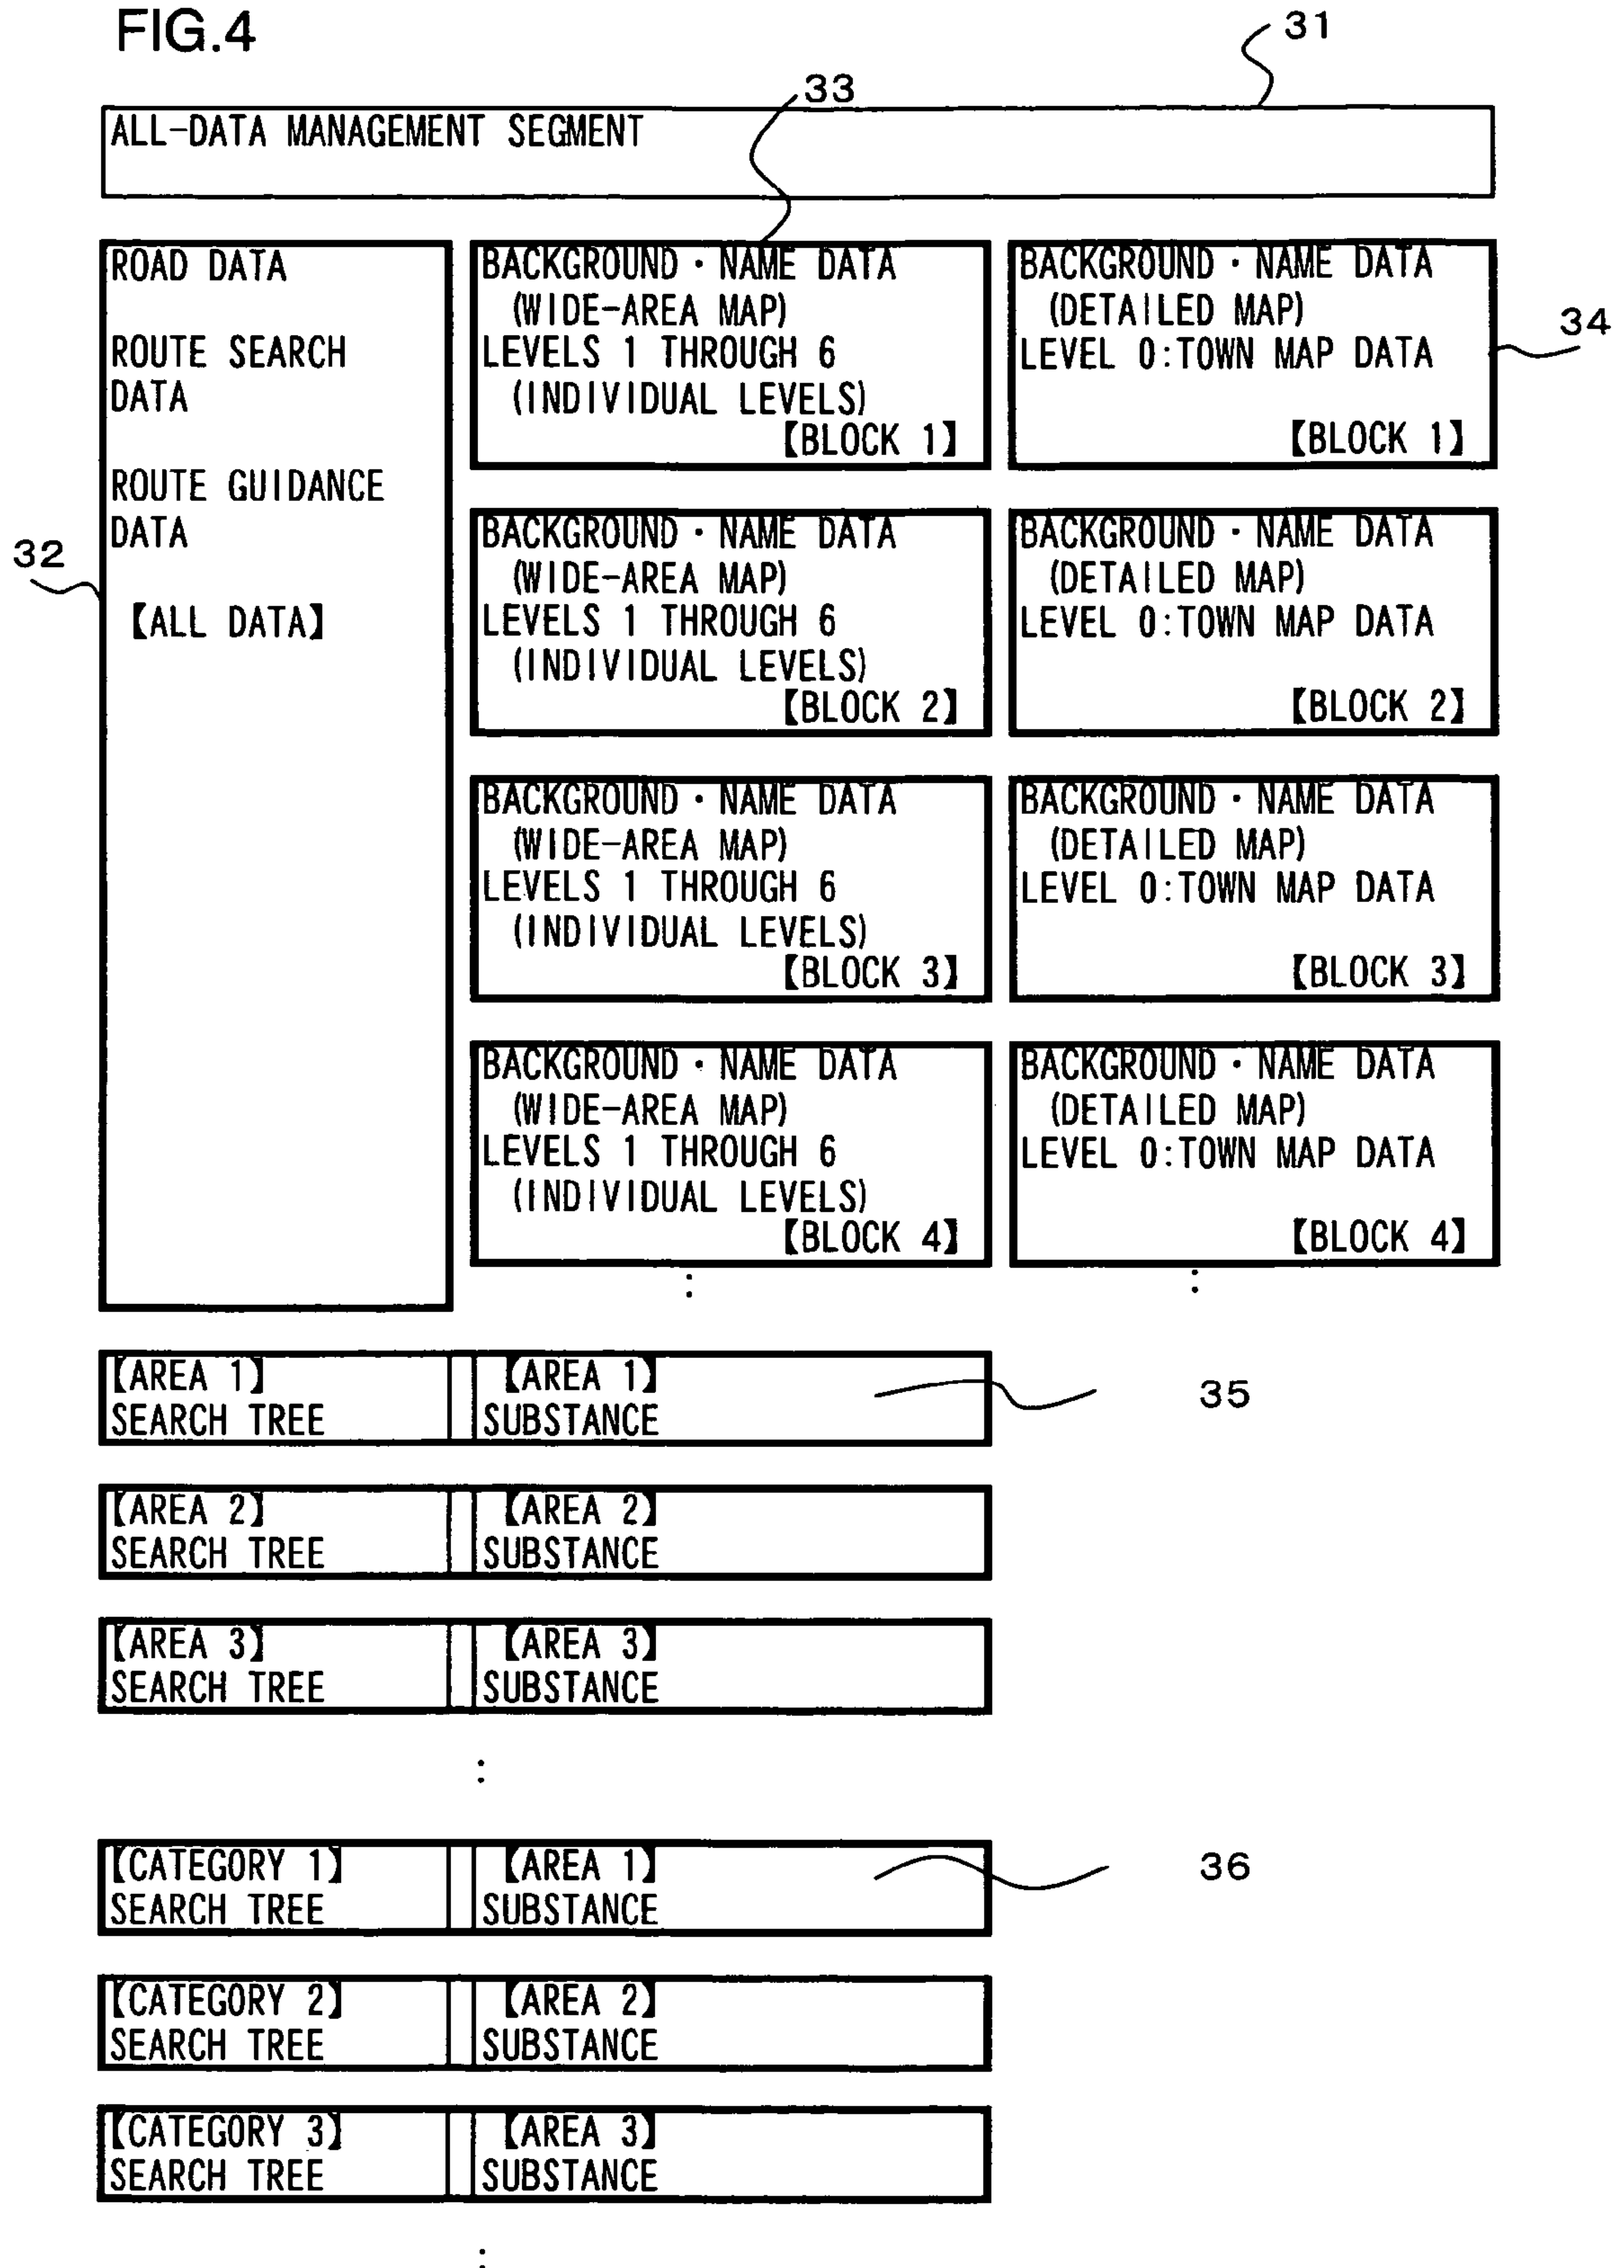 FIG.4
31
33
ALL-DATA MANAGEMENT SEGMENT
ROAD DATA
ROUTE SEARCH
DATA
ROUTE GUIDANCE
DATA
【ALL DATA】
32
BACKGROUND・NAME DATA
(WIDE-AREA MAP)
LEVELS 1 THROUGH 6
(INDIVIDUAL LEVELS)
【BLOCK 1】
BACKGROUND・NAME DATA
(DETAILED MAP)
LEVEL 0:TOWN MAP DATA
【BLOCK 1】
34
BACKGROUND・NAME DATA
(WIDE-AREA MAP)
LEVELS 1 THROUGH 6
(INDIVIDUAL LEVELS)
【BLOCK 2】
BACKGROUND・NAME DATA
(DETAILED MAP)
LEVEL 0:TOWN MAP DATA
【BLOCK 2】
BACKGROUND・NAME DATA
(WIDE-AREA MAP)
LEVELS 1 THROUGH 6
(INDIVIDUAL LEVELS)
【BLOCK 3】
BACKGROUND・NAME DATA
(DETAILED MAP)
LEVEL 0:TOWN MAP DATA
【BLOCK 3】
BACKGROUND・NAME DATA
(WIDE-AREA MAP)
LEVELS 1 THROUGH 6
(INDIVIDUAL LEVELS)
【BLOCK 4】
BACKGROUND・NAME DATA
(DETAILED MAP)
LEVEL 0:TOWN MAP DATA
【BLOCK 4】
:
:
【AREA 1】
SEARCH TREE
【AREA 1】
SUBSTANCE
35
【AREA 2】
SEARCH TREE
【AREA 2】
SUBSTANCE
【AREA 3】
SEARCH TREE
【AREA 3】
SUBSTANCE
:
【CATEGORY 1】
SEARCH TREE
【AREA 1】
SUBSTANCE
36
【CATEGORY 2】
SEARCH TREE
【AREA 2】
SUBSTANCE
【CATEGORY 3】
SEARCH TREE
【AREA 3】
SUBSTANCE
: